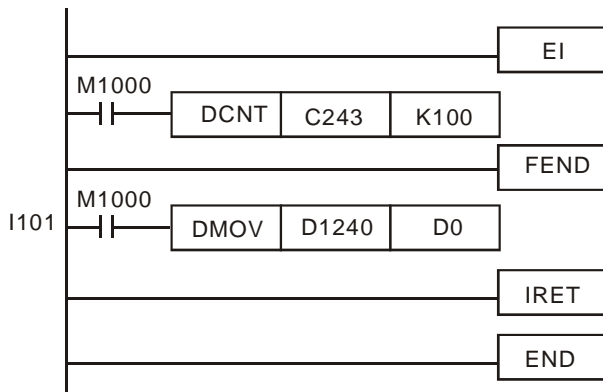 EI
M1000
DCNT C243 K100
FEND
M1000
I101 DMOV D1240 D0
IRET
END